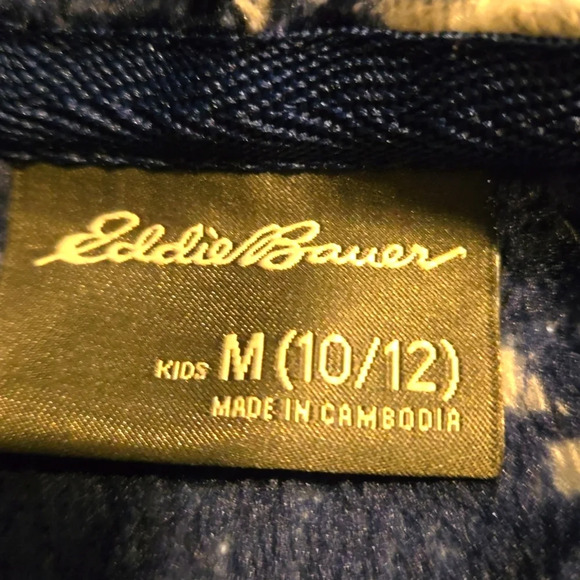 Eddie Bauer
KIDS M (10/12)
MADE IN CAMBODIA